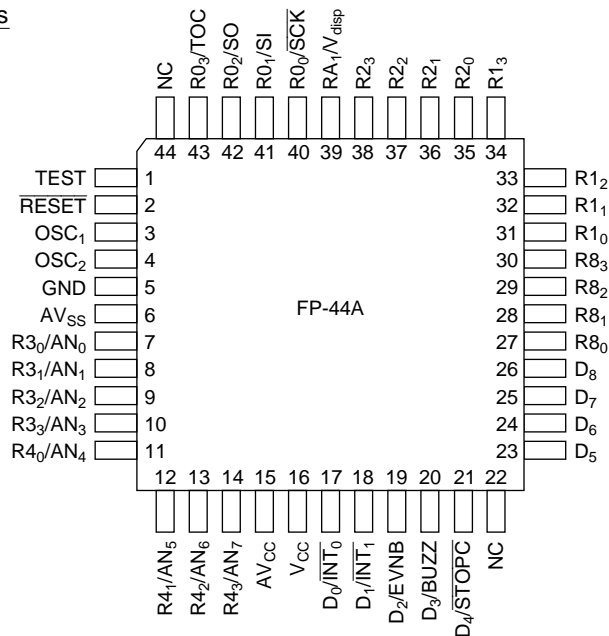 s
NC
R0₃/TOC
R0₂/SO
R0₁/SI
R0₀/S̅C̅K̅
RA₁/V_disp
R2₃
R2₂
R2₁
R2₀
R1₃
44 43 42 41 40 39 38 37 36 35 34
TEST 1
R̅E̅S̅E̅T̅ 2
OSC₁ 3
OSC₂ 4
GND 5
AV_SS 6
R3₀/AN₀ 7
R3₁/AN₁ 8
R3₂/AN₂ 9
R3₃/AN₃ 10
R4₀/AN₄ 11
FP-44A
33 R1₂
32 R1₁
31 R1₀
30 R8₃
29 R8₂
28 R8₁
27 R8₀
26 D₈
25 D₇
24 D₆
23 D₅
12 13 14 15 16 17 18 19 20 21 22
R4₁/AN₅
R4₂/AN₆
R4₃/AN₇
AV_CC
V_CC
D₀/I̅N̅T̅₀
D₁/I̅N̅T̅₁
D₂/EVNB
D₃/BUZZ
D₄/S̅T̅O̅P̅C̅
NC